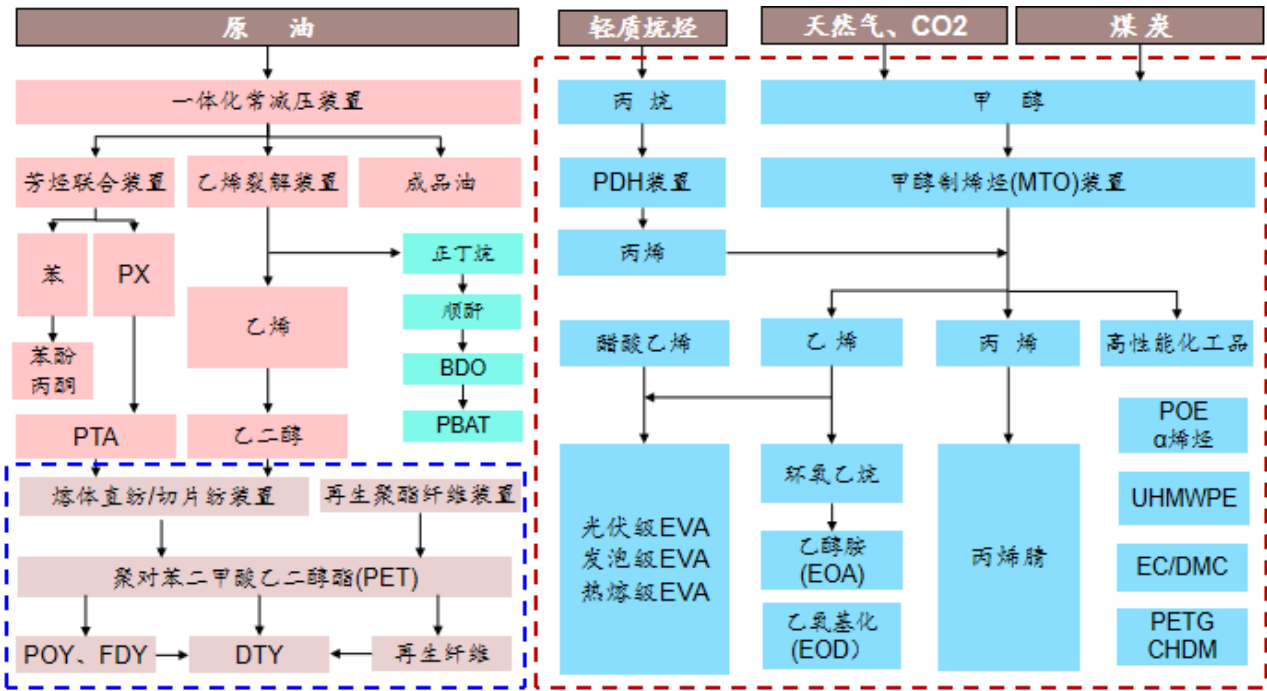 原 油
轻质烷烃
天然气、CO2
煤 炭
一体化常减压装置
丙 烷
甲 醇
芳烃联合装置
乙烯裂解装置
成品油
PDH装置
甲醇制烯烃(MTO)装置
苯
PX
正丁烷
丙烯
乙烯
顺酐
醋酸乙烯
乙 烯
丙 烯
高性能化工品
苯酚
丙酮
BDO
PTA
乙二醇
PBAT
POE
α烯烃
熔体直纺/切片纺装置
再生聚酯纤维装置
光伏级EVA
发泡级EVA
热熔级EVA
环氧乙烷
乙醇胺
(EOA)
乙氧基化
(EOD）
丙烯腈
UHMWPE
EC/DMC
PETG
CHDM
聚对苯二甲酸乙二醇酯(PET)
POY、FDY
DTY
再生纤维